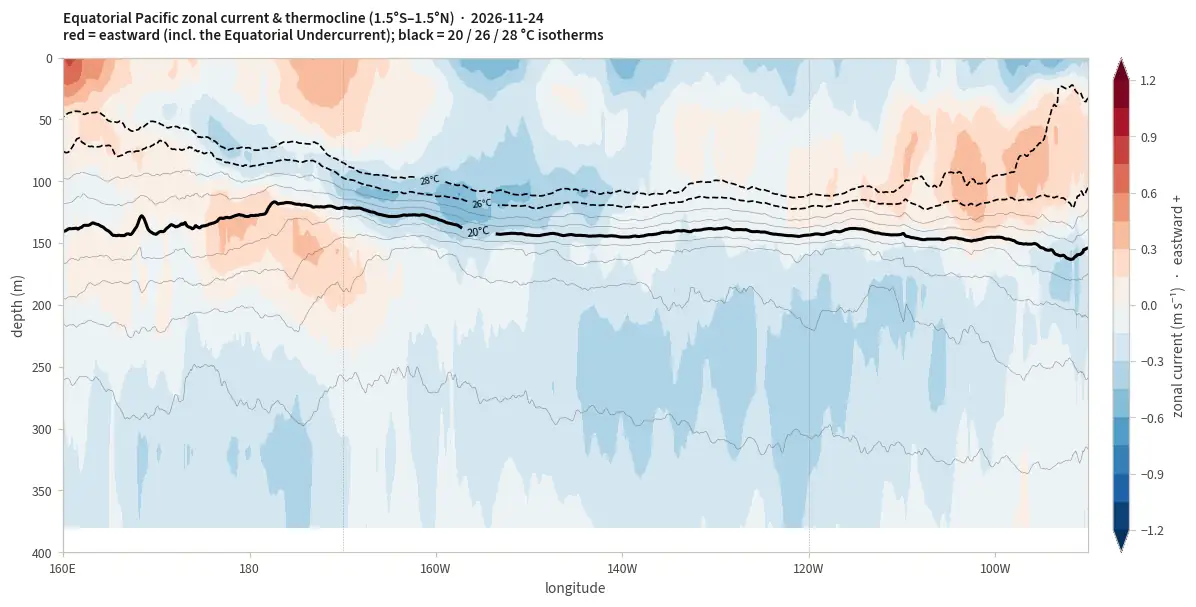 Equatorial Pacific zonal current & thermocline (1.5°S–1.5°N) · 2026-11-24
red = eastward (incl. the Equatorial Undercurrent); black = 20 / 26 / 28 °C isotherms
0
50
100
150
200
250
300
350
400
depth (m)
28°C
26°C
20°C
160E
180
160W
140W
120W
100W
longitude
1.2
0.9
0.6
0.3
0.0
−0.3
−0.6
−0.9
−1.2
zonal current (m s⁻¹) · eastward +